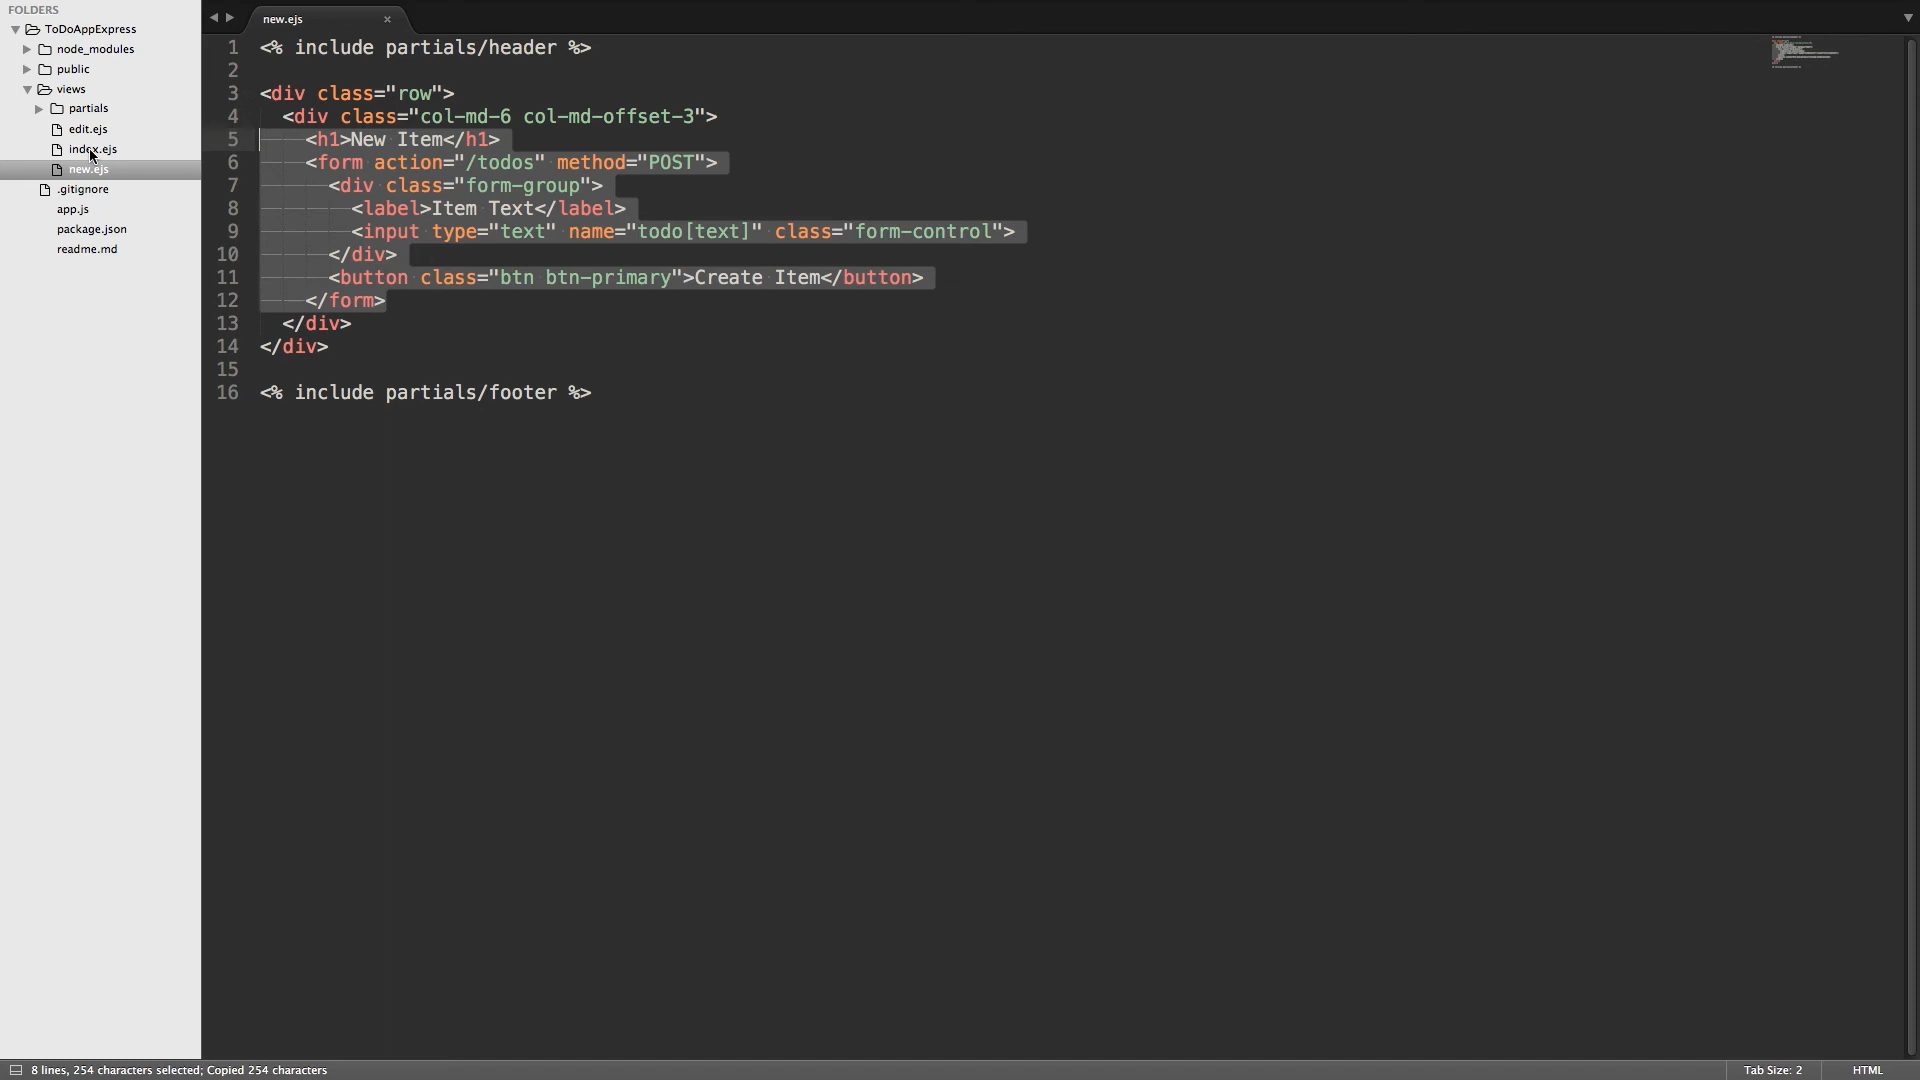 FOLDERS
ToDoAppExpress
node_modules
public
views
partials
edit.ejs
index.ejs
new.ejs
.gitignore
app.js
package.json
readme.md
new.ejs
1 <% include partials/header %>
2
3 <div class="row">
4 <div class="col-md-6 col-md-offset-3">
5 <h1>New Item</h1>
6 <form action="/todos" method="POST">
7 <div class="form-group">
8 <label>Item Text</label>
9 <input type="text" name="todo[text]" class="form-control">
10 </div>
11 <button class="btn btn-primary">Create Item</button>
12 </form>
13 </div>
14 </div>
15
16 <% include partials/footer %>
8 lines, 254 characters selected; Copied 254 characters
Tab Size: 2
HTML